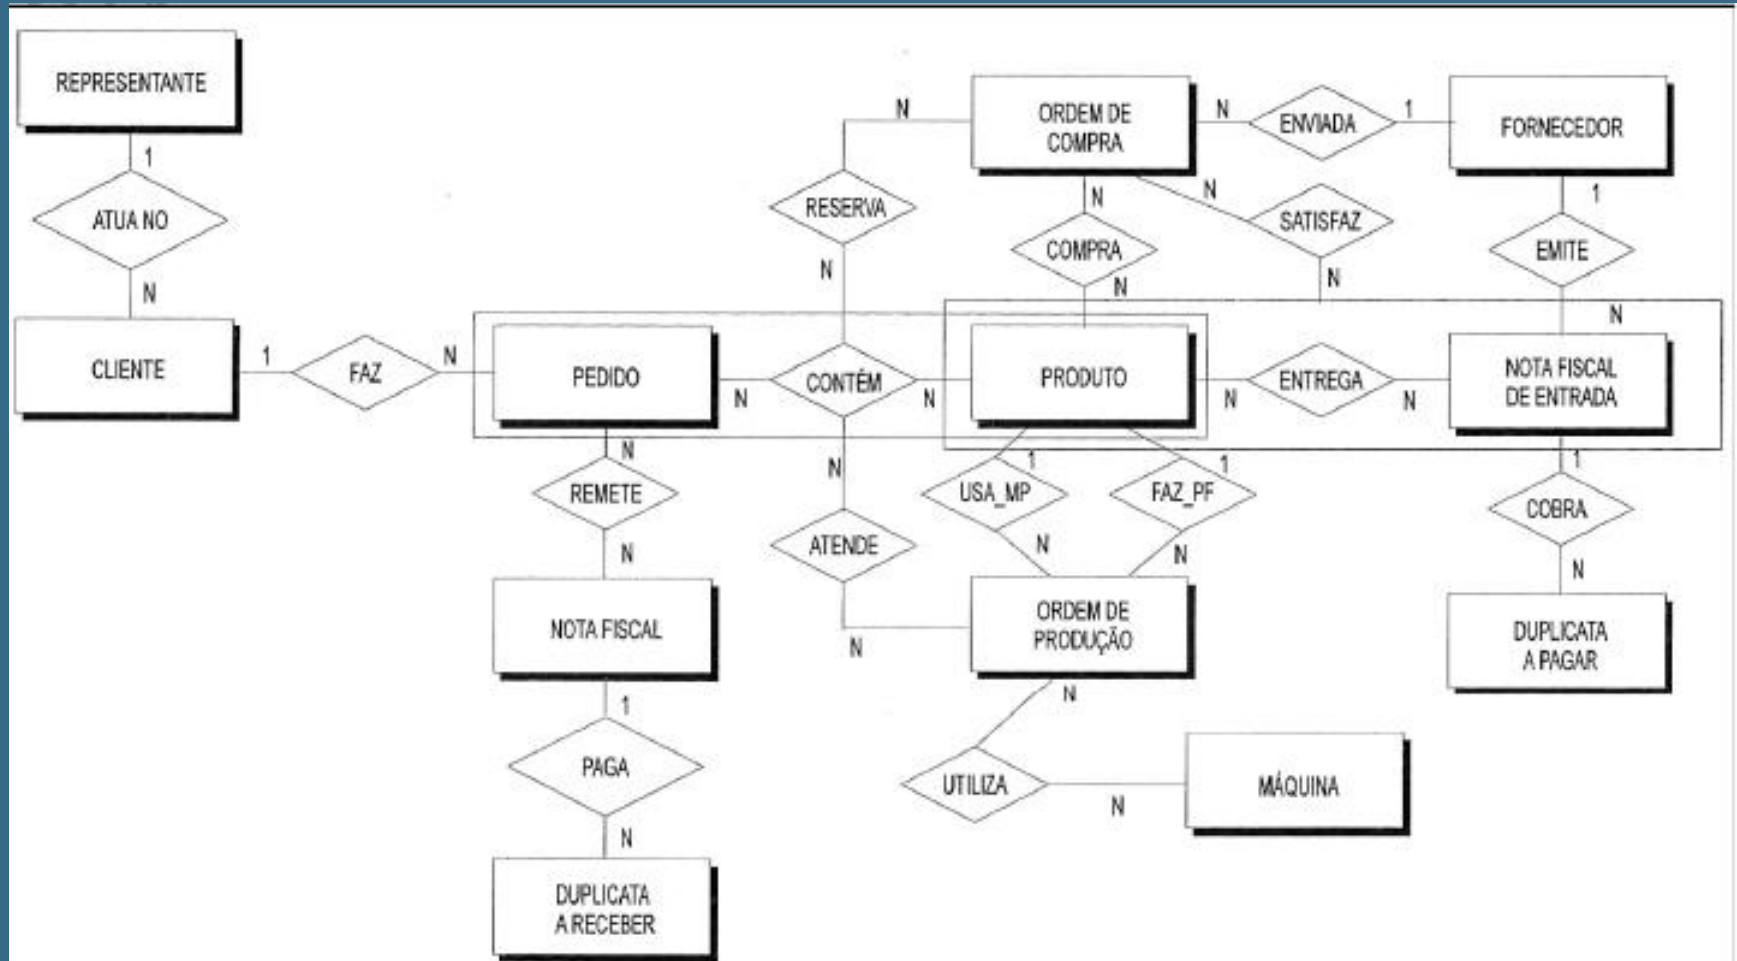 REPRESENTANTE
1
ATUA NO
N
CLIENTE
1
FAZ
N
PEDIDO
N
CONTÉM
N
PRODUTO
N
ENTREGA
N
NOTA FISCAL
DE ENTRADA
N
RESERVA
N
ORDEM DE
COMPRA
N
ENVIADA
1
FORNECEDOR
N
COMPRA
N
N
SATISFAZ
N
1
EMITE
N
N
REMETE
N
NOTA FISCAL
1
PAGA
N
DUPLICATA
A RECEBER
N
ATENDE
N
1
USA_MP
N
1
FAZ_PF
N
ORDEM DE
PRODUÇÃO
N
UTILIZA
N
MÁQUINA
1
COBRA
N
DUPLICATA
A PAGAR